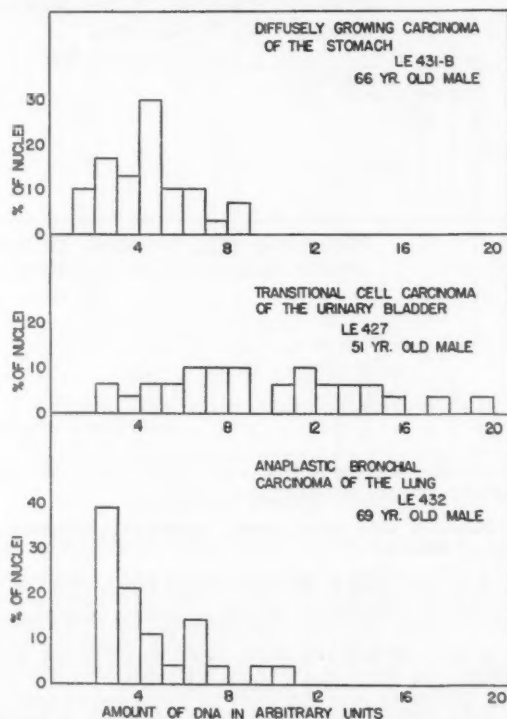 DIFFUSELY GROWING CARCINOMA
OF THE STOMACH
LE 431-B
66 YR. OLD MALE
% OF NUCLEI
30
20
10
0
4
8
12
16
20
TRANSITIONAL CELL CARCINOMA
OF THE URINARY BLADDER
LE 427
51 YR. OLD MALE
% OF NUCLEI
20
10
0
4
8
12
16
20
ANAPLASTIC BRONCHIAL
CARCINOMA OF THE LUNG
LE 432
69 YR. OLD MALE
% OF NUCLEI
40
30
20
10
0
4
8
12
16
20
AMOUNT OF DNA IN ARBITRARY UNITS